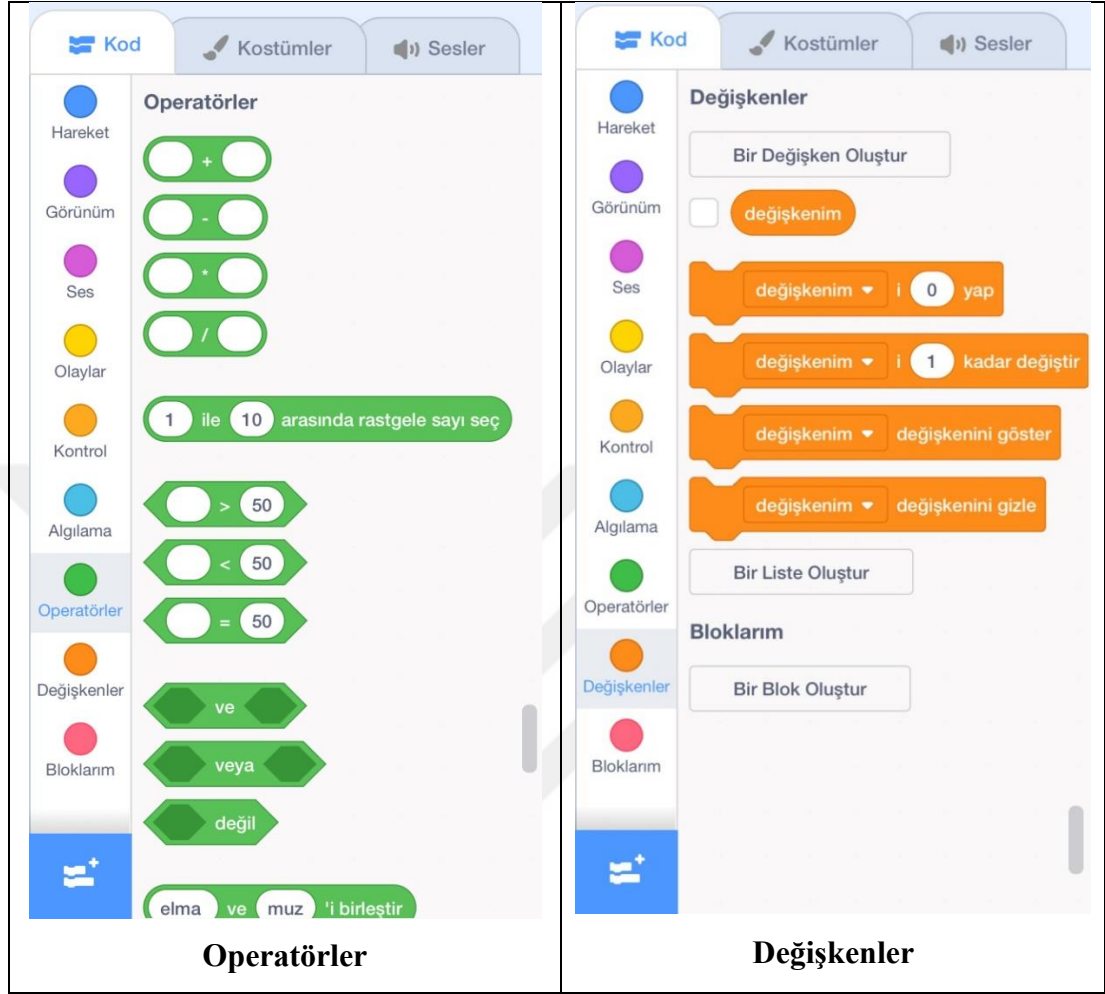 Kod Kostümler Sesler
Hareket
Görünüm
Ses
Olaylar
Kontrol
Algılama
Operatörler
Değişkenler
Bloklarım
Operatörler
+
-
*
/
1 ile 10 arasında rastgele sayı seç
> 50
< 50
= 50
ve
veya
değil
elma ve muz 'i birleştir
Operatörler
Kod Kostümler Sesler
Hareket
Görünüm
Ses
Olaylar
Kontrol
Algılama
Operatörler
Değişkenler
Bloklarım
Değişkenler
Bir Değişken Oluştur
değişkenim
değişkenim i 0 yap
değişkenim i 1 kadar değiştir
değişkenim değişkenini göster
değişkenim değişkenini gizle
Bir Liste Oluştur
Bloklarım
Bir Blok Oluştur
Değişkenler